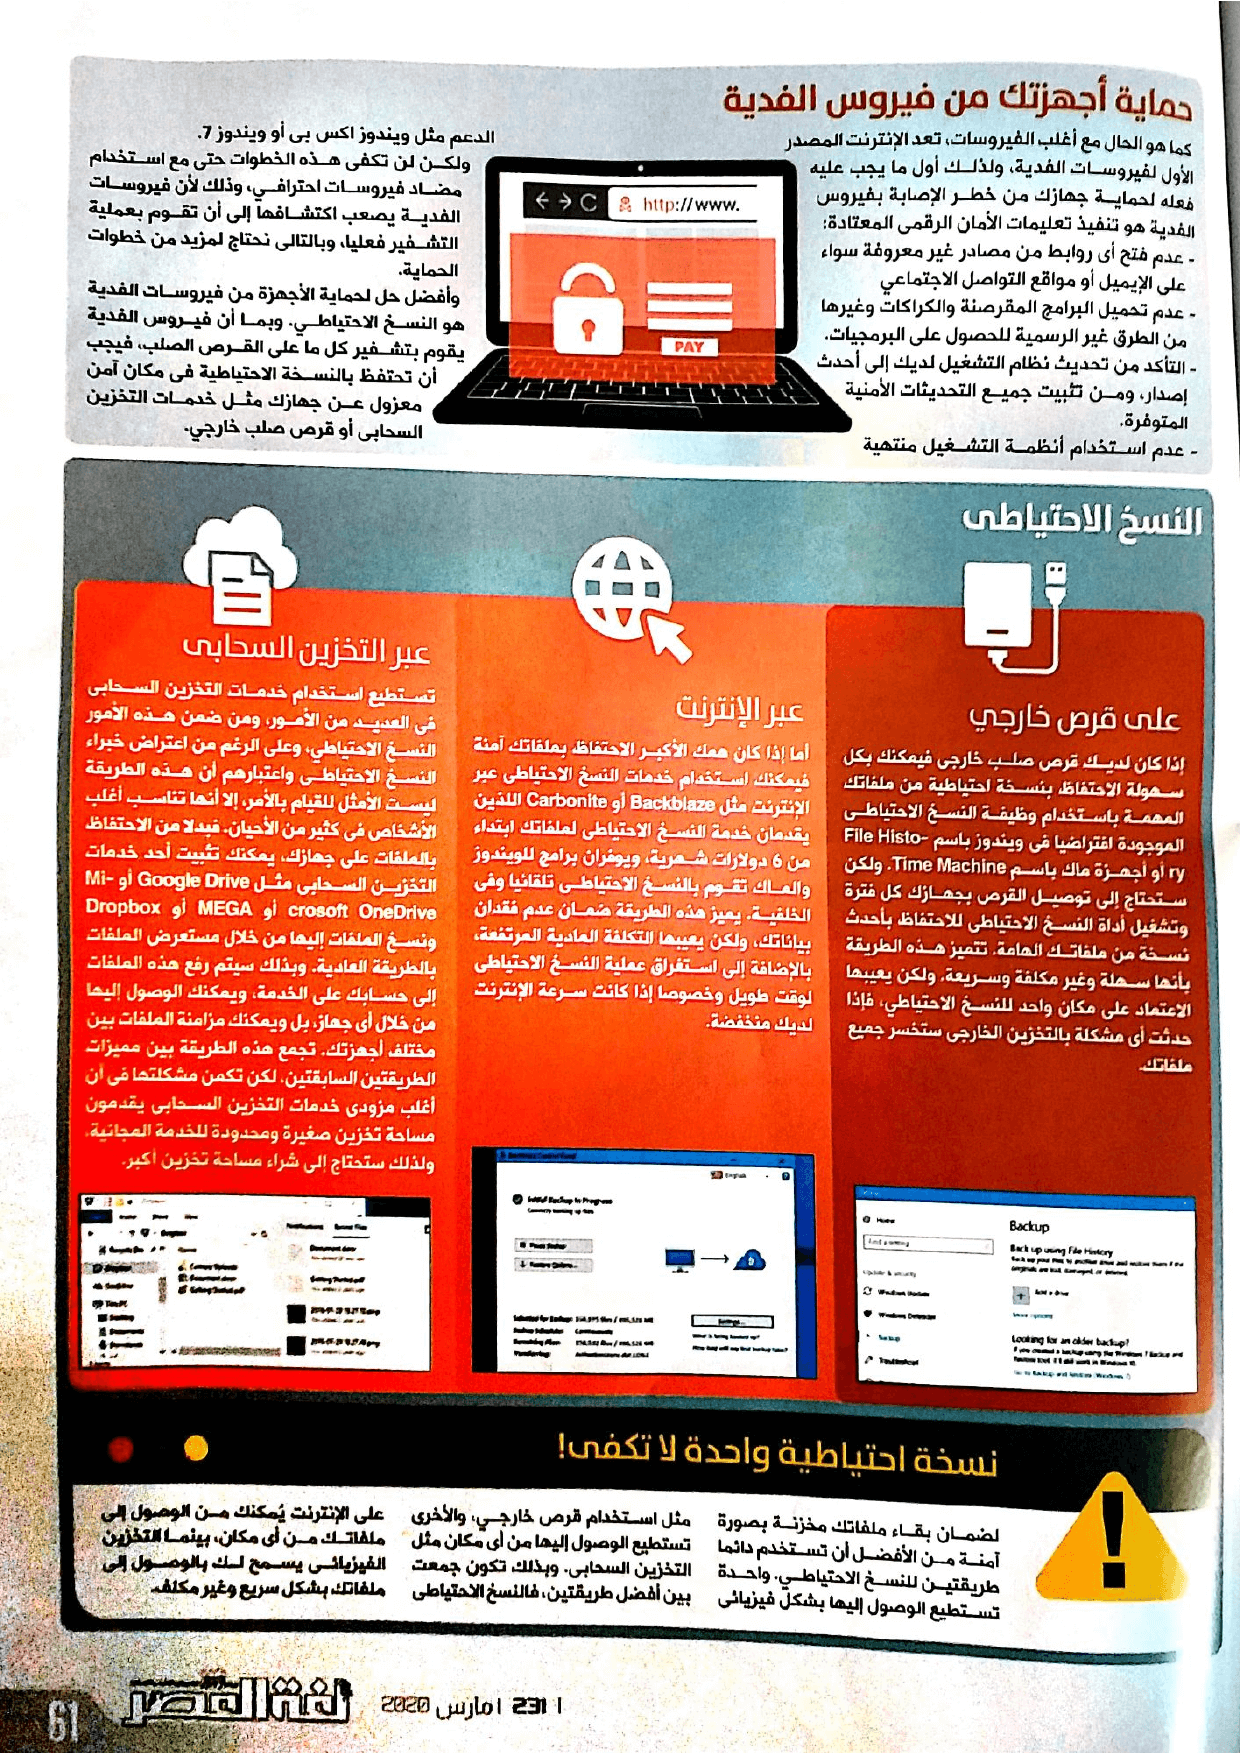 حماية أجهزتك من فيروس الفدية
كما هو الحال مع أغلب الفيروسات، تعد الإنترنت المصدر
الأول لفيروسات الفدية، ولذلك أول ما يجب عليه
فعله لحماية جهازك من خطر الإصابة بفيروس
الفدية هو تنفيذ تعليمات الأمان الرقمى المعتادة:
- عدم فتح أى روابط من مصادر غير معروفة سواء
على الإيميل أو مواقع التواصل الاجتماعي
- عدم تحميل البرامج المقرصنة والكراكات وغيرها
من الطرق غير الرسمية للحصول على البرمجيات.
- التأكد من تحديث نظام التشغيل لديك إلى أحدث
إصدار، ومن تثبيت جميع التحديثات الأمنية
المتوفرة.
- عدم استخدام أنظمة التشغيل منتهية
الدعم مثل ويندوز اكس بى أو ويندوز 7.
ولكن لن تكفى هذه الخطوات حتى مع استخدام
مضاد فيروسات احترافي، وذلك لأن فيروسات
الفدية يصعب اكتشافها إلى أن تقوم بعملية
التشفير فعليا، وبالتالى نحتاج لمزيد من خطوات
الحماية.
وأفضل حل لحماية الأجهزة من فيروسات الفدية
هو النسخ الاحتياطي. وبما أن فيروس الفدية
يقوم بتشفير كل ما على القرص الصلب، فيجب
أن تحتفظ بالنسخة الاحتياطية فى مكان آمن
معزول عن جهازك مثل خدمات التخزين
السحابى أو قرص صلب خارجي.
http://www.
PAY
النسخ الاحتياطى
على قرص خارجي
إذا كان لديك قرص صلب خارجى فيمكنك بكل
سهولة الاحتفاظ بنسخة احتياطية من ملفاتك
المهمة باستخدام وظيفة النسخ الاحتياطى
الموجودة افتراضيا فى ويندوز باسم File Histo-
ry أو أجهزة ماك باسم Time Machine. ولكن
ستحتاج إلى توصيل القرص بجهازك كل فترة
وتشغيل أداة النسخ الاحتياطى للاحتفاظ بأحدث
نسخة من ملفاتك الهامة. تتميز هذه الطريقة
بأنها سهلة وغير مكلفة وسريعة. ولكن يعيبها
الاعتماد على مكان واحد للنسخ الاحتياطي، فإذا
حدثت أى مشكلة بالتخزين الخارجى ستخسر جميع
ملفاتك.
عبر الإنترنت
أما إذا كان همك الأكبر الاحتفاظ بملفاتك آمنة
فيمكنك استخدام خدمات النسخ الاحتياطى عبر
الإنترنت مثل Backblaze أو Carbonite اللذين
يقدمان خدمة النسخ الاحتياطى لملفاتك ابتداء
من 6 دولارات شهرية، ويوفران برامج للويندوز
والماك تقوم بالنسخ الاحتياطى تلقائيا وفى
الخلفية. يميز هذه الطريقة ضمان عدم فقدان
بياناتك، ولكن يعيبها التكلفة المادية المرتفعة،
بالإضافة إلى استغراق عملية النسخ الاحتياطى
لوقت طويل وخصوصا إذا كانت سرعة الإنترنت
لديك منخفضة.
عبر التخزين السحابى
تستطيع استخدام خدمات التخزين السحابى
فى العديد من الأمور، ومن ضمن هذه الأمور
النسخ الاحتياطي، وعلى الرغم من اعتراض خبراء
النسخ الاحتياطى واعتبارهم أن هذه الطريقة
ليست الأمثل للقيام بالأمر، إلا أنها تناسب أغلب
الأشخاص فى كثير من الأحيان. فبدلا من الاحتفاظ
بالملفات على جهازك، يمكنك تثبيت أحد خدمات
التخزين السحابى مثل Google Drive أو Mi-
crosoft OneDrive أو MEGA أو Dropbox
ونسخ الملفات إليها من خلال مستعرض الملفات
بالطريقة العادية. وبذلك سيتم رفع هذه الملفات
إلى حسابك على الخدمة، ويمكنك الوصول إليها
من خلال أى جهاز، بل ويمكنك مزامنة الملفات بين
مختلف أجهزتك. تجمع هذه الطريقة بين مميزات
الطريقتين السابقتين. لكن تكمن مشكلتها فى أن
أغلب مزودى خدمات التخزين السحابى يقدمون
مساحة تخزين صغيرة ومحدودة للخدمة المجانية،
ولذلك ستحتاج إلى شراء مساحة تخزين أكبر.
Home
Find a setting
Update & security
Windows Update
Windows Defender
Backup
Troubleshoot
Backup
Back up using File History
Add a drive
More options
Looking for an older backup?
English
Initial Backup in Progress
Settings...
نسخة احتياطية واحدة لا تكفى!
لضمان بقاء ملفاتك مخزنة بصورة
آمنة من الأفضل أن تستخدم دائما
طريقتين للنسخ الاحتياطي. واحدة
تستطيع الوصول إليها بشكل فيزيائى
مثل استخدام قرص خارجي، والأخرى
تستطيع الوصول إليها من أى مكان مثل
التخزين السحابى. وبذلك تكون جمعت
بين أفضل طريقتين، فالنسخ الاحتياطى
على الإنترنت يُمكنك من الوصول إلى
ملفاتك من أى مكان، بينما التخزين
الفيزيائى يسمح لك بالوصول إلى
ملفاتك بشكل سريع وغير مكلف.
لغة العصر
| 231 | مارس 2020
61